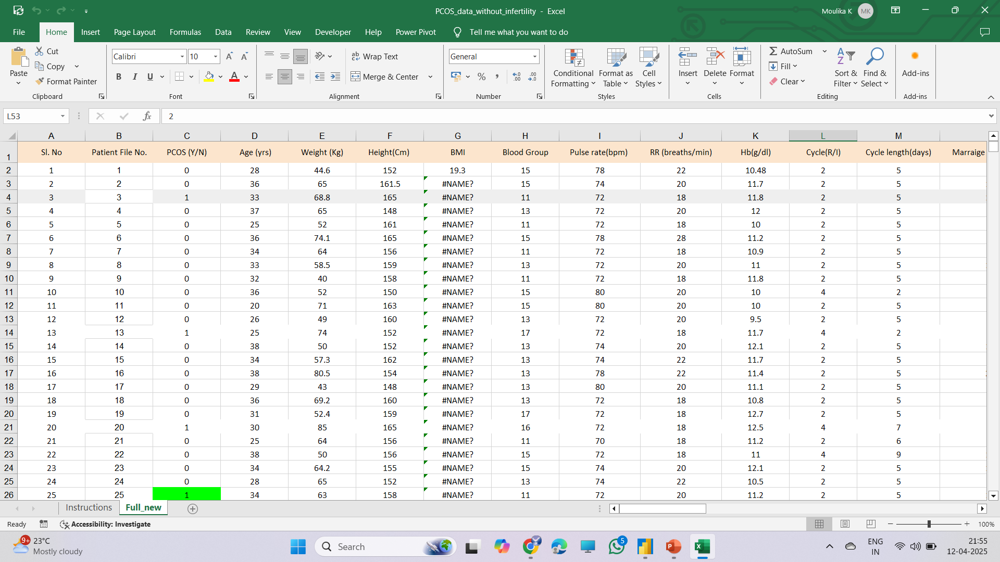 PCOS_data_without_infertility - Excel
Moulika K MK
File Home Insert Page Layout Formulas Data Review View Developer Help Power Pivot Tell me what you want to do
Paste Cut Copy Format Painter Clipboard
Calibri 10 B I U A Font
Wrap Text Merge & Center Alignment
General % , Number
Conditional Formatting Format as Table Cell Styles Styles
Insert Delete Format Cells
AutoSum Fill Clear Sort & Filter Find & Select Editing
Add-ins Add-ins
L53 fx 2
A B C D E F G H I J K L M
1 Sl. No Patient File No. PCOS (Y/N) Age (yrs) Weight (Kg) Height(Cm) BMI Blood Group Pulse rate(bpm) RR (breaths/min) Hb(g/dl) Cycle(R/I) Cycle length(days) Marraige
2 1 1 0 28 44.6 152 19.3 15 78 22 10.48 2 5
3 2 2 0 36 65 161.5 #NAME? 15 74 20 11.7 2 5
4 3 3 1 33 68.8 165 #NAME? 11 72 18 11.8 2 5
5 4 4 0 37 65 148 #NAME? 13 72 20 12 2 5
6 5 5 0 25 52 161 #NAME? 11 72 18 10 2 5
7 6 6 0 36 74.1 165 #NAME? 15 78 28 11.2 2 5
8 7 7 0 34 64 156 #NAME? 11 72 18 10.9 2 5
9 8 8 0 33 58.5 159 #NAME? 13 72 20 11 2 5
10 9 9 0 32 40 158 #NAME? 11 72 18 11.8 2 5
11 10 10 0 36 52 150 #NAME? 15 80 20 10 4 2
12 11 11 0 20 71 163 #NAME? 15 80 20 10 2 5
13 12 12 0 26 49 160 #NAME? 13 72 20 9.5 2 5
14 13 13 1 25 74 152 #NAME? 17 72 18 11.7 4 2
15 14 14 0 38 50 152 #NAME? 13 74 20 12.1 2 5
16 15 15 0 34 57.3 162 #NAME? 13 74 22 11.7 2 5
17 16 16 0 38 80.5 154 #NAME? 13 78 22 11.4 2 5
18 17 17 0 29 43 148 #NAME? 13 80 20 11.1 2 5
19 18 18 0 36 69.2 160 #NAME? 13 72 18 10.8 2 5
20 19 19 0 31 52.4 159 #NAME? 17 72 18 12.7 2 5
21 20 20 1 30 85 165 #NAME? 16 72 18 12.5 4 7
22 21 21 0 25 64 156 #NAME? 11 70 18 11.2 2 6
23 22 22 0 38 50 156 #NAME? 15 72 18 11 4 9
24 23 23 0 34 64.2 155 #NAME? 15 74 20 12.1 2 5
25 24 24 0 28 65 152 #NAME? 13 74 22 10.5 2 5
26 25 25 1 34 63 158 #NAME? 11 72 20 11.2 2 5
Instructions Full_new
Ready Accessibility: Investigate 100%
9+ 23°C
Mostly cloudy
Search 5
ENG
IN
21:55
12-04-2025